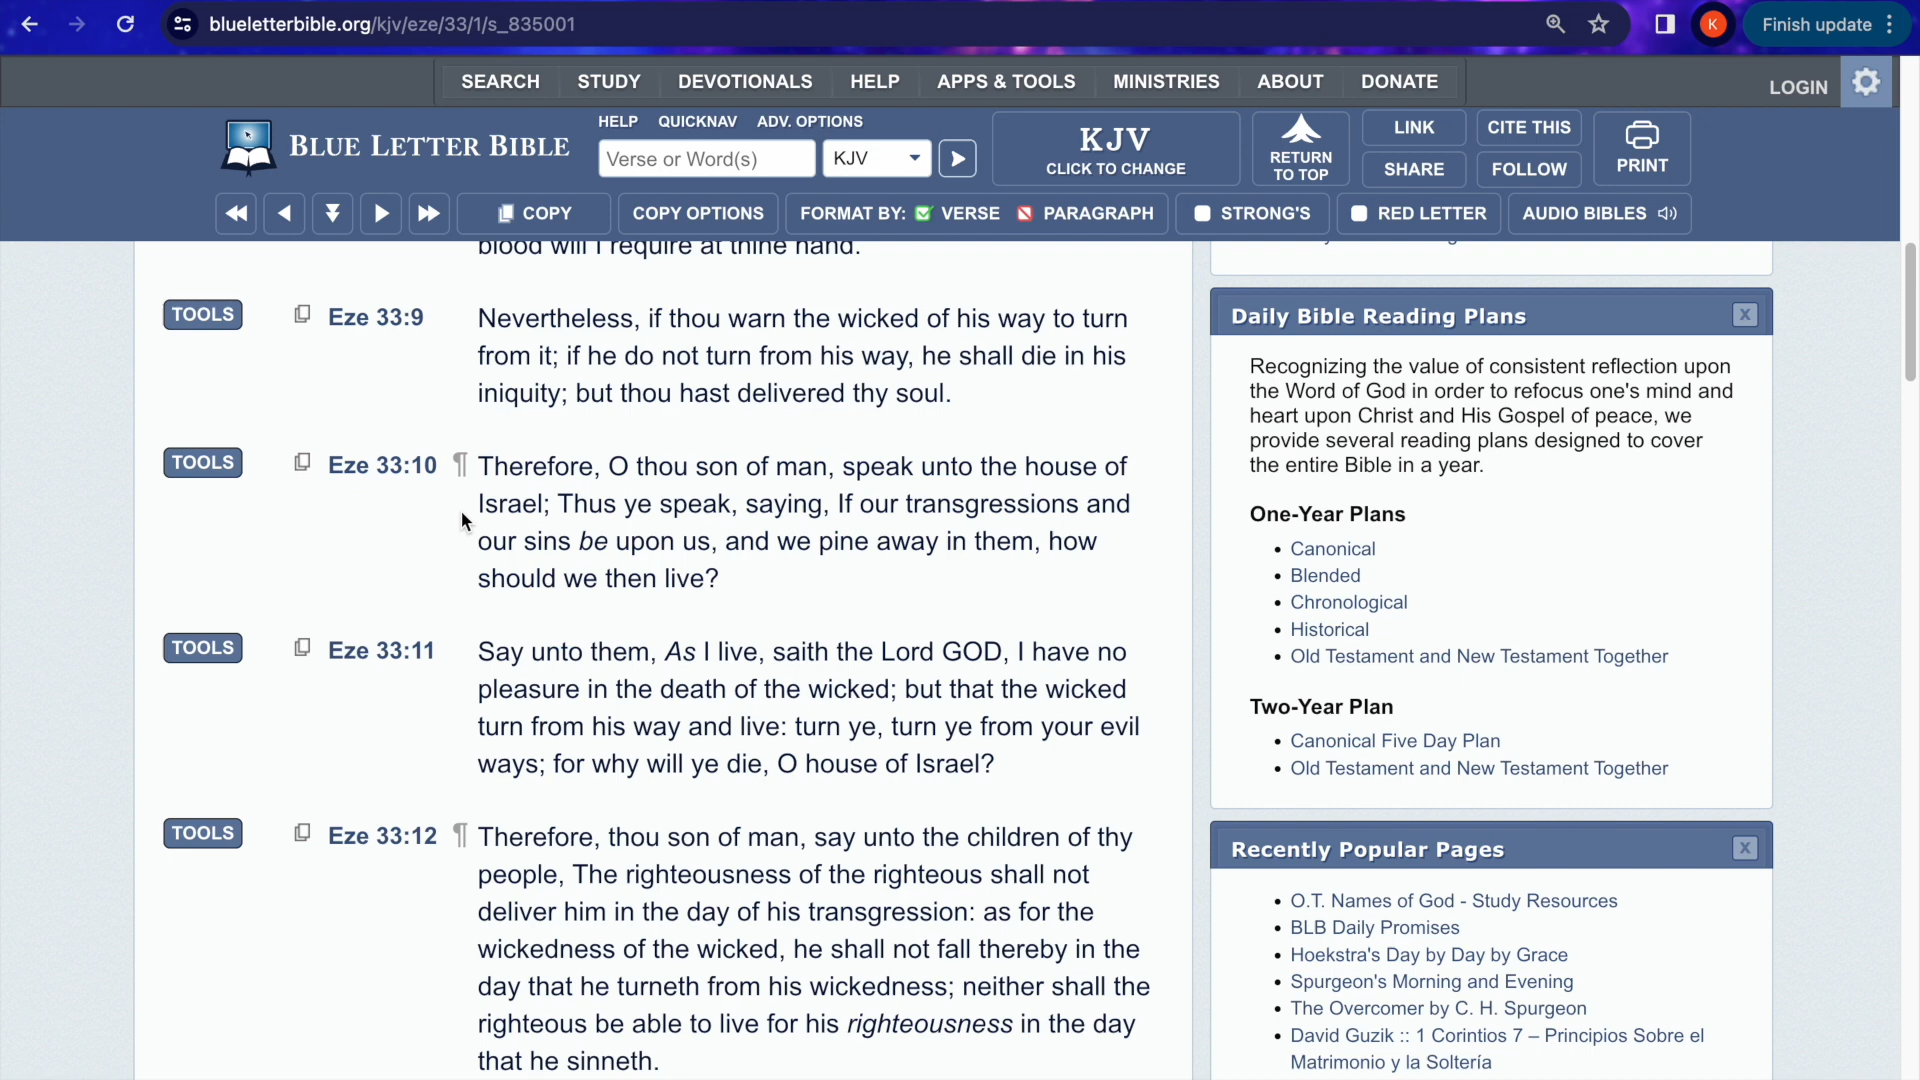 blueletterbible.org/kjv/eze/33/1/s_835001
K
Finish update
SEARCH STUDY DEVOTIONALS HELP APPS & TOOLS MINISTRIES ABOUT DONATE
LOGIN
BLUE LETTER BIBLE
HELP QUICKNAV ADV. OPTIONS
Verse or Word(s)
KJV
KJV
CLICK TO CHANGE
RETURN
TO TOP
LINK
CITE THIS
SHARE
FOLLOW
PRINT
COPY
COPY OPTIONS
FORMAT BY: VERSE PARAGRAPH
STRONG'S
RED LETTER
AUDIO BIBLES
blood will I require at thine hand.
TOOLS
Eze 33:9
Nevertheless, if thou warn the wicked of his way to turn
from it; if he do not turn from his way, he shall die in his
iniquity; but thou hast delivered thy soul.
TOOLS
Eze 33:10
¶ Therefore, O thou son of man, speak unto the house of
Israel; Thus ye speak, saying, If our transgressions and
our sins be upon us, and we pine away in them, how
should we then live?
TOOLS
Eze 33:11
Say unto them, As I live, saith the Lord GOD, I have no
pleasure in the death of the wicked; but that the wicked
turn from his way and live: turn ye, turn ye from your evil
ways; for why will ye die, O house of Israel?
TOOLS
Eze 33:12
¶ Therefore, thou son of man, say unto the children of thy
people, The righteousness of the righteous shall not
deliver him in the day of his transgression: as for the
wickedness of the wicked, he shall not fall thereby in the
day that he turneth from his wickedness; neither shall the
righteous be able to live for his righteousness in the day
that he sinneth.
Daily Bible Reading Plans
X
Recognizing the value of consistent reflection upon
the Word of God in order to refocus one's mind and
heart upon Christ and His Gospel of peace, we
provide several reading plans designed to cover
the entire Bible in a year.
One-Year Plans
• Canonical
• Blended
• Chronological
• Historical
• Old Testament and New Testament Together
Two-Year Plan
• Canonical Five Day Plan
• Old Testament and New Testament Together
Recently Popular Pages
X
• O.T. Names of God - Study Resources
• BLB Daily Promises
• Hoekstra's Day by Day by Grace
• Spurgeon's Morning and Evening
• The Overcomer by C. H. Spurgeon
• David Guzik :: 1 Corintios 7 – Principios Sobre el
Matrimonio y la Soltería